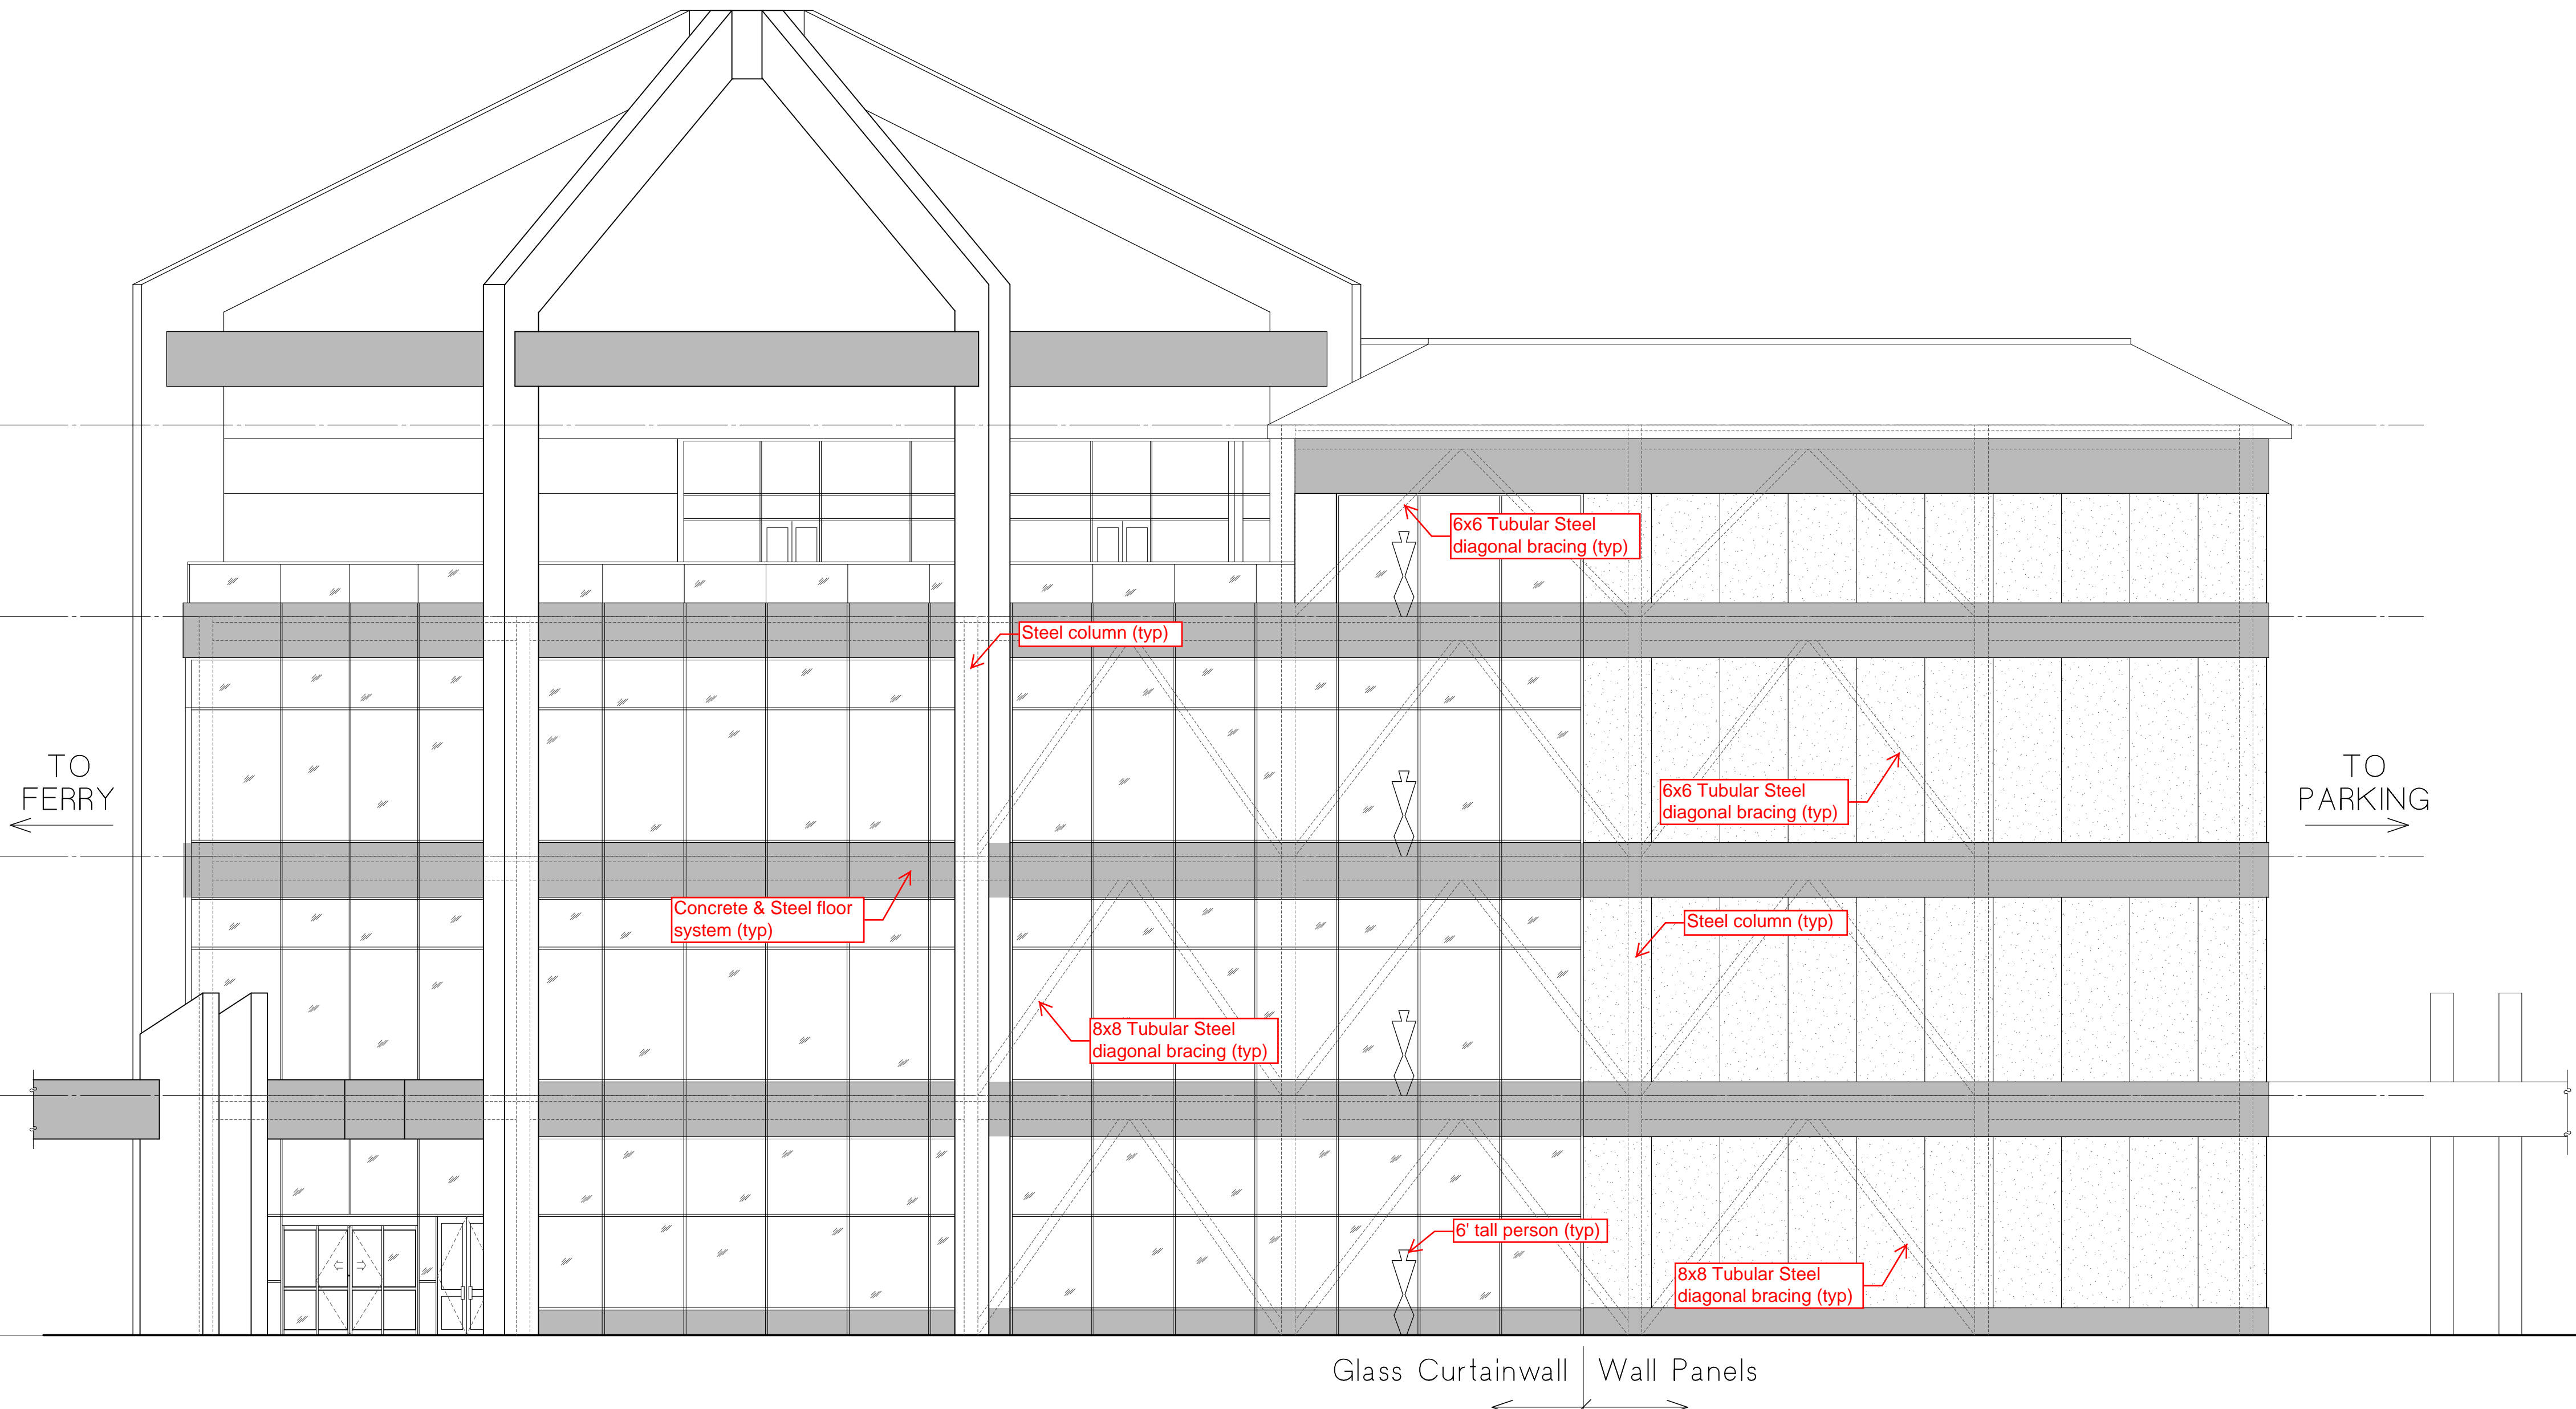 6x6 Tubular Steel
diagonal bracing (typ)
Steel column (typ)
TO
FERRY
TO
PARKING
6x6 Tubular Steel
diagonal bracing (typ)
Concrete & Steel floor
system (typ)
Steel column (typ)
8x8 Tubular Steel
diagonal bracing (typ)
6' tall person (typ)
8x8 Tubular Steel
diagonal bracing (typ)
Glass Curtainwall
Wall Panels